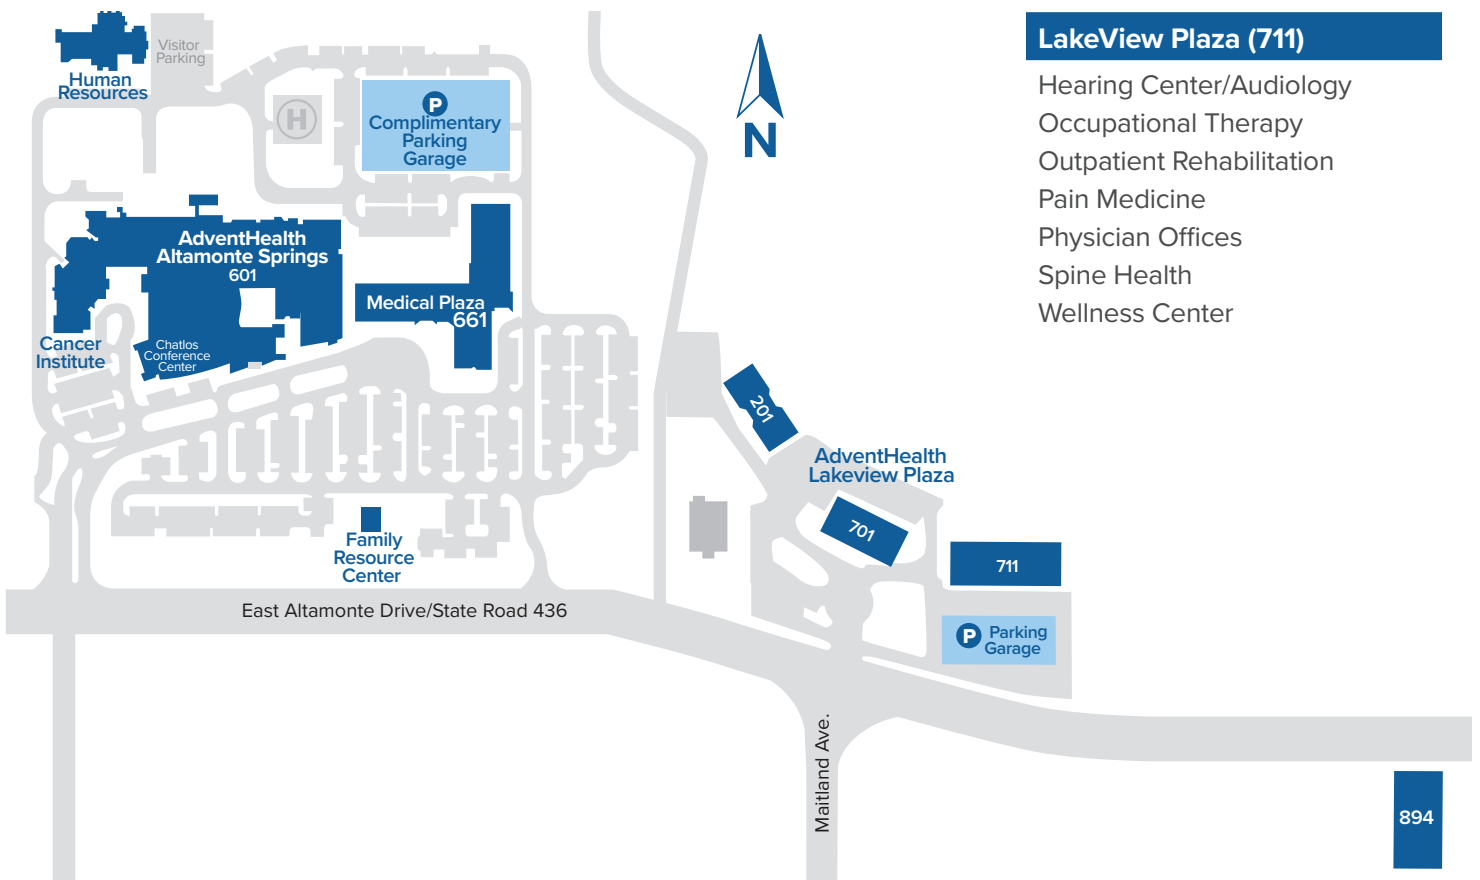 Visitor
Parking
Human
Resources
H
P
Complimentary
Parking
Garage
N
LakeView Plaza (711)
Hearing Center/Audiology
Occupational Therapy
Outpatient Rehabilitation
Pain Medicine
Physician Offices
Spine Health
Wellness Center
AdventHealth
Altamonte Springs
601
Medical Plaza
661
Cancer
Institute
Chatlos
Conference
Center
201
AdventHealth
Lakeview Plaza
701
711
Family
Resource
Center
East Altamonte Drive/State Road 436
P Parking
Garage
Maitland Ave.
894